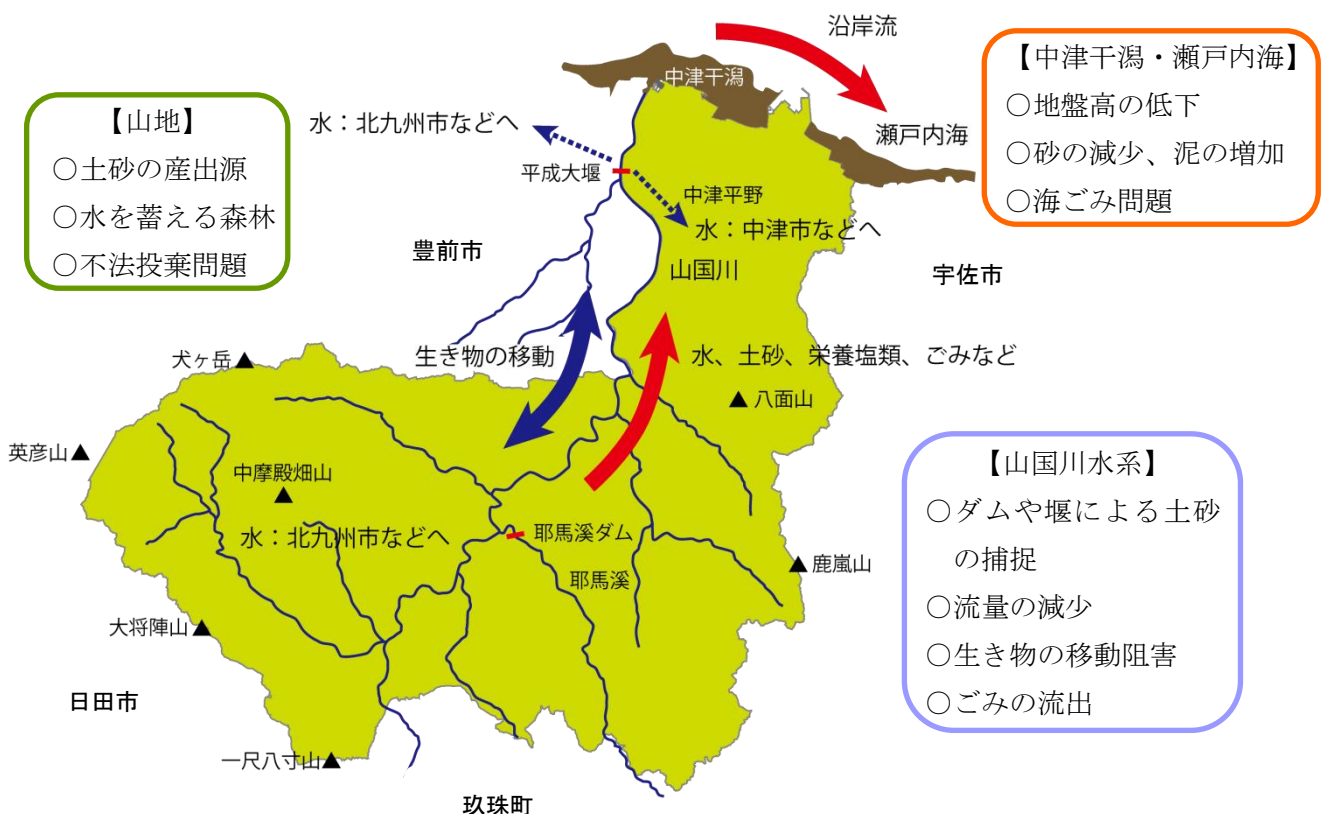 沿岸流
【中津干潟・瀬戸内海】
○地盤高の低下
○砂の減少、泥の増加
○海ごみ問題
中津干潟
【山地】
○土砂の産出源
○水を蓄える森林
○不法投棄問題
水：北九州市などへ
瀬戸内海
平成大堰
中津平野
水：中津市などへ
豊前市
山国川
宇佐市
生き物の移動
水、土砂、栄養塩類、ごみなど
犬ヶ岳▲
▲八面山
英彦山▲
中摩殿畑山
▲
水：北九州市などへ
耶馬溪ダム
耶馬溪
▲鹿嵐山
【山国川水系】
○ダムや堰による土砂
の捕捉
○流量の減少
○生き物の移動阻害
○ごみの流出
大将陣山▲
日田市
一尺八寸山▲
玖珠町